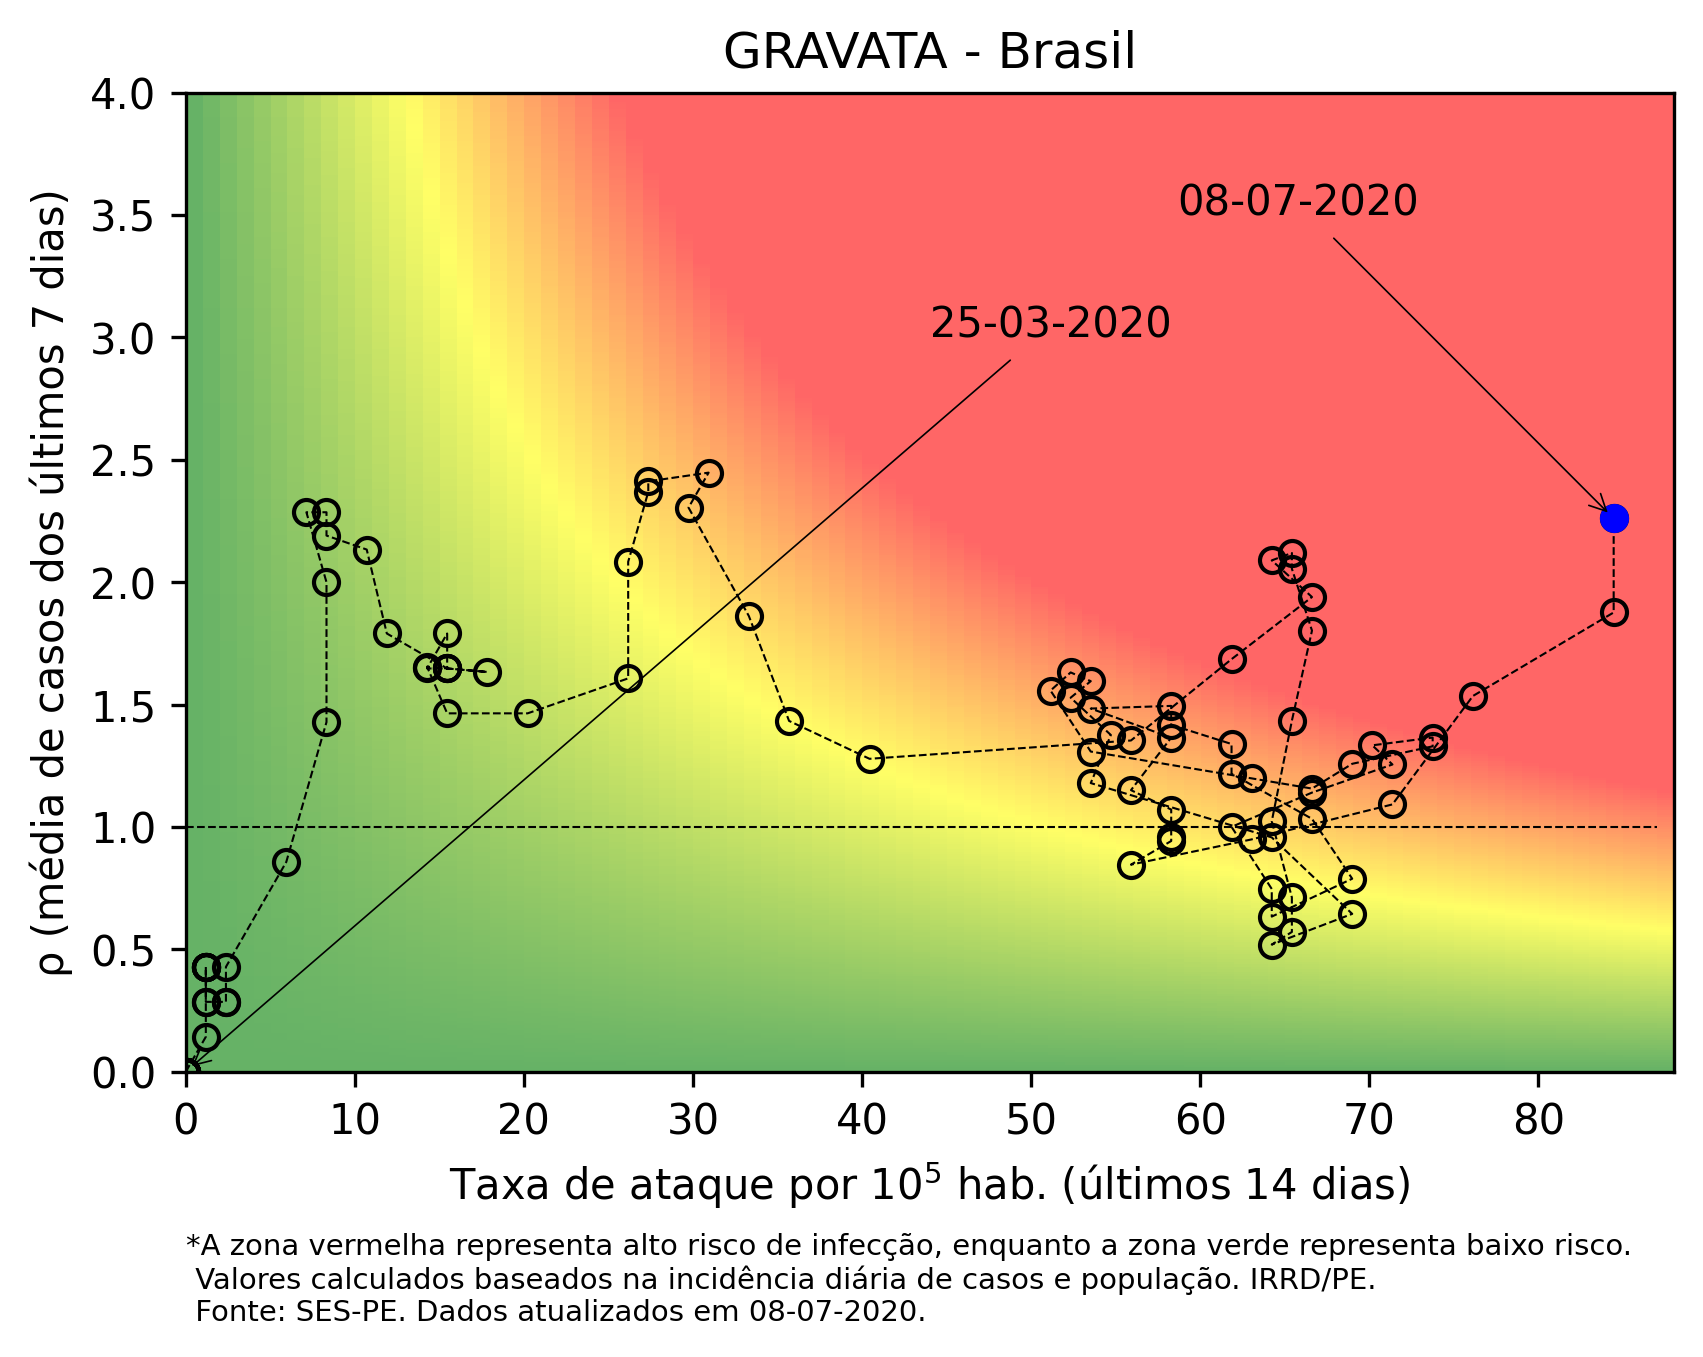 GRAVATA - Brasil
4.0
3.5
3.0
2.5
2.0
1.5
1.0
0.5
0.0
ρ (média de casos dos últimos 7 dias)
08-07-2020
25-03-2020
0 10 20 30 40 50 60 70 80
Taxa de ataque por 10⁵ hab. (últimos 14 dias)
*A zona vermelha representa alto risco de infecção, enquanto a zona verde representa baixo risco.
Valores calculados baseados na incidência diária de casos e população. IRRD/PE.
Fonte: SES-PE. Dados atualizados em 08-07-2020.